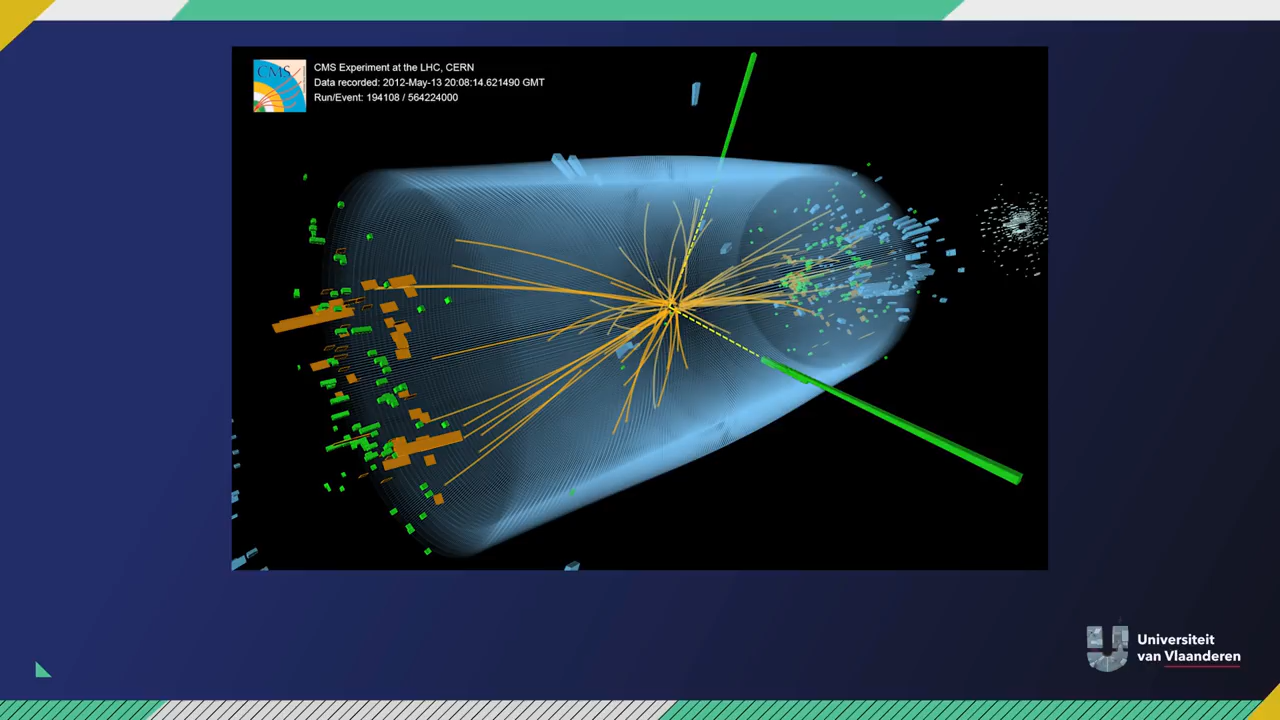 CMS
CMS Experiment at the LHC, CERN
Data recorded: 2012-May-13 20:08:14.621490 GMT
Run/Event: 194108 / 564224000
Universiteit
van Vlaanderen